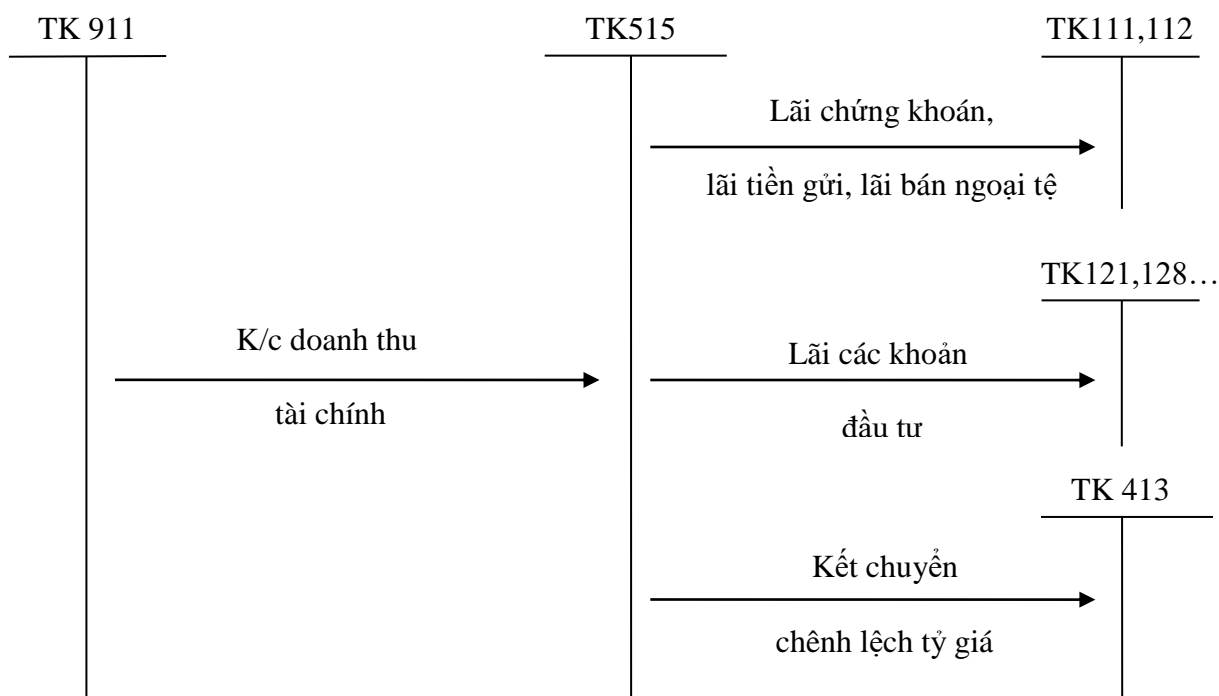 TK 911
TK515
TK111,112
Lãi chứng khoán,
lãi tiền gửi, lãi bán ngoại tệ
TK121,128…
K/c doanh thu
tài chính
Lãi các khoản
đầu tư
TK 413
Kết chuyển
chênh lệch tỷ giá